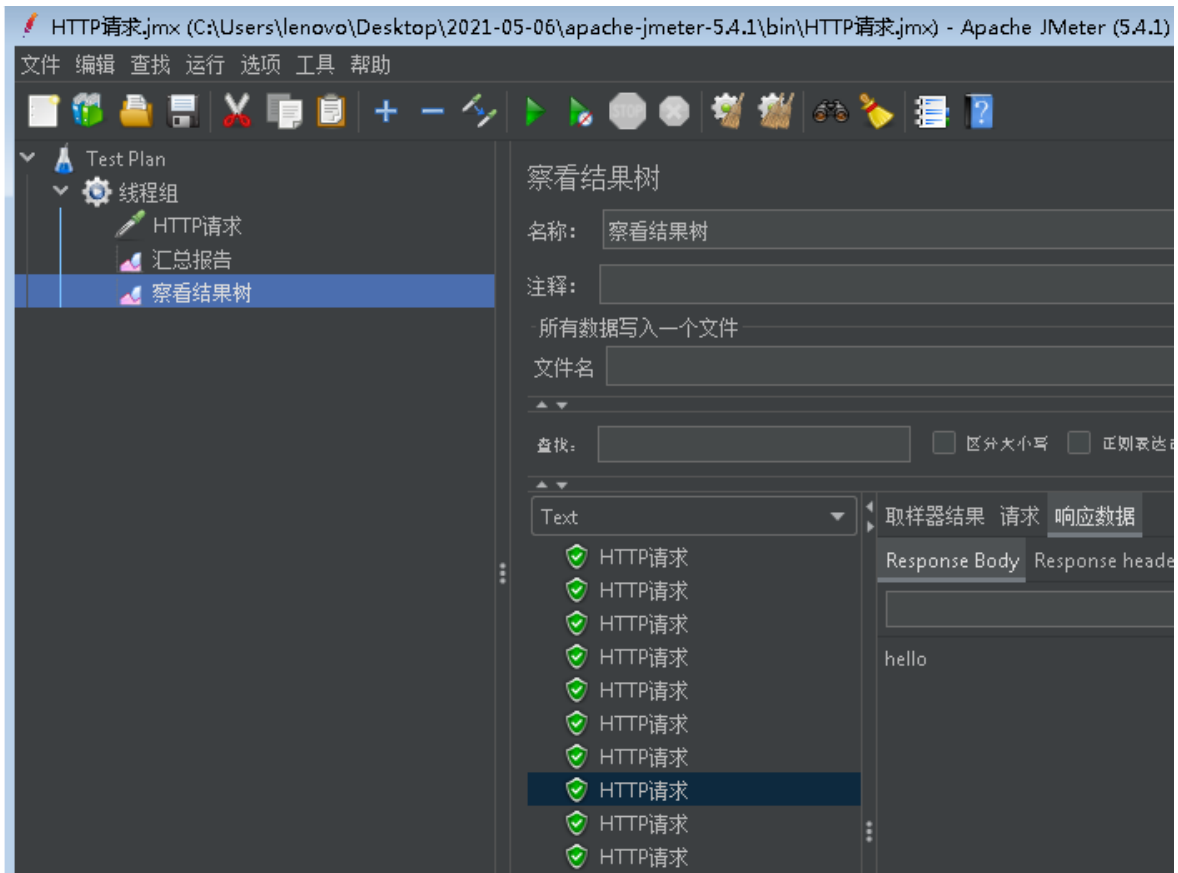 HTTP请求.jmx (C:\Users\lenovo\Desktop\2021-05-06\apache-jmeter-5.4.1\bin\HTTP请求.jmx) - Apache JMeter (5.4.1)
文件 编辑 查找 运行 选项 工具 帮助
STOP
Test Plan
线程组
HTTP请求
汇总报告
察看结果树
察看结果树
名称： 察看结果树
注释：
所有数据写入一个文件
文件名
查找： 区分大小写 正则表达
Text
取样器结果 请求 响应数据
Response Body Response heade
HTTP请求
HTTP请求
HTTP请求
HTTP请求
HTTP请求
HTTP请求
HTTP请求
HTTP请求
HTTP请求
HTTP请求
hello